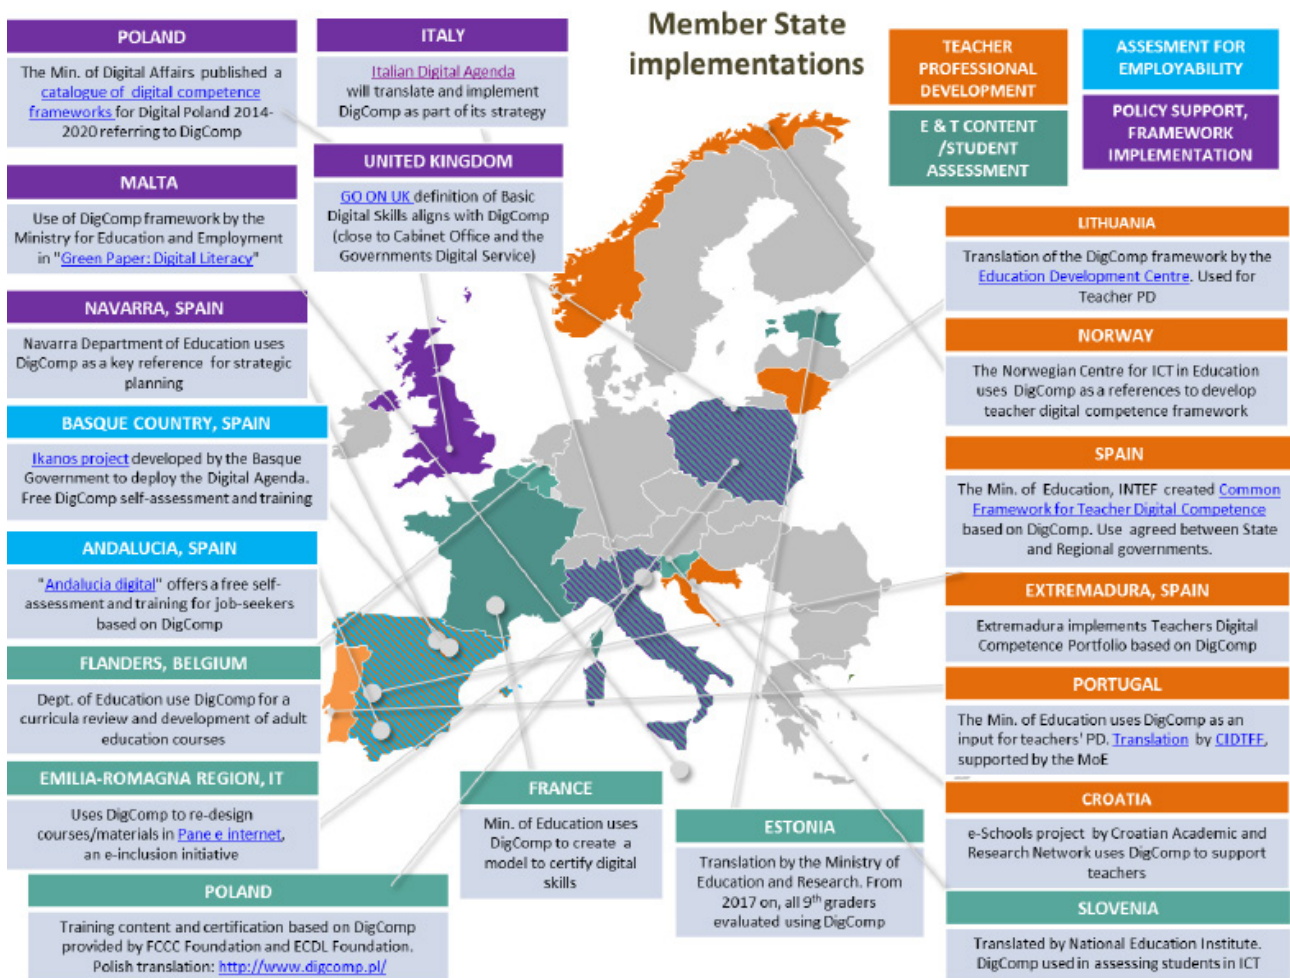 Member State
implementations
TEACHER
PROFESSIONAL
DEVELOPMENT
ASSESMENT FOR
EMPLOYABILITY
E & T CONTENT
/STUDENT
ASSESSMENT
POLICY SUPPORT,
FRAMEWORK
IMPLEMENTATION
POLAND
The Min. of Digital Affairs published a
catalogue of digital competence
frameworks for Digital Poland 2014-
2020 referring to DigComp
ITALY
Italian Digital Agenda
will translate and implement
DigComp as part of its strategy
UNITED KINGDOM
GO ON UK definition of Basic
Digital Skills aligns with DigComp
(close to Cabinet Office and the
Governments Digital Service)
MALTA
Use of DigComp framework by the
Ministry for Education and Employment
in "Green Paper: Digital Literacy"
NAVARRA, SPAIN
Navarra Department of Education uses
DigComp as a key reference for strategic
planning
BASQUE COUNTRY, SPAIN
Ikanos project developed by the Basque
Government to deploy the Digital Agenda.
Free DigComp self-assessment and training
ANDALUCIA, SPAIN
"Andalucia digital" offers a free self-
assessment and training for job-seekers
based on DigComp
FLANDERS, BELGIUM
Dept. of Education use DigComp for a
curricula review and development of adult
education courses
EMILIA-ROMAGNA REGION, IT
Uses DigComp to re-design
courses/materials in Pane e internet,
an e-inclusion initiative
POLAND
Training content and certification based on DigComp
provided by FCCC Foundation and ECDL Foundation.
Polish translation: http://www.digcomp.pl/
FRANCE
Min. of Education uses
DigComp to create a
model to certify digital
skills
ESTONIA
Translation by the Ministry of
Education and Research. From
2017 on, all 9th graders
evaluated using DigComp
LITHUANIA
Translation of the DigComp framework by the
Education Development Centre. Used for
Teacher PD
NORWAY
The Norwegian Centre for ICT in Education
uses DigComp as a references to develop
teacher digital competence framework
SPAIN
The Min. of Education, INTEF created Common
Framework for Teacher Digital Competence
based on DigComp. Use agreed between State
and Regional governments.
EXTREMADURA, SPAIN
Extremadura implements Teachers Digital
Competence Portfolio based on DigComp
PORTUGAL
The Min. of Education uses DigComp as an
input for teachers' PD. Translation by CIDTFF,
supported by the MoE
CROATIA
e-Schools project by Croatian Academic and
Research Network uses DigComp to support
teachers
SLOVENIA
Translated by National Education Institute.
DigComp used in assessing students in ICT